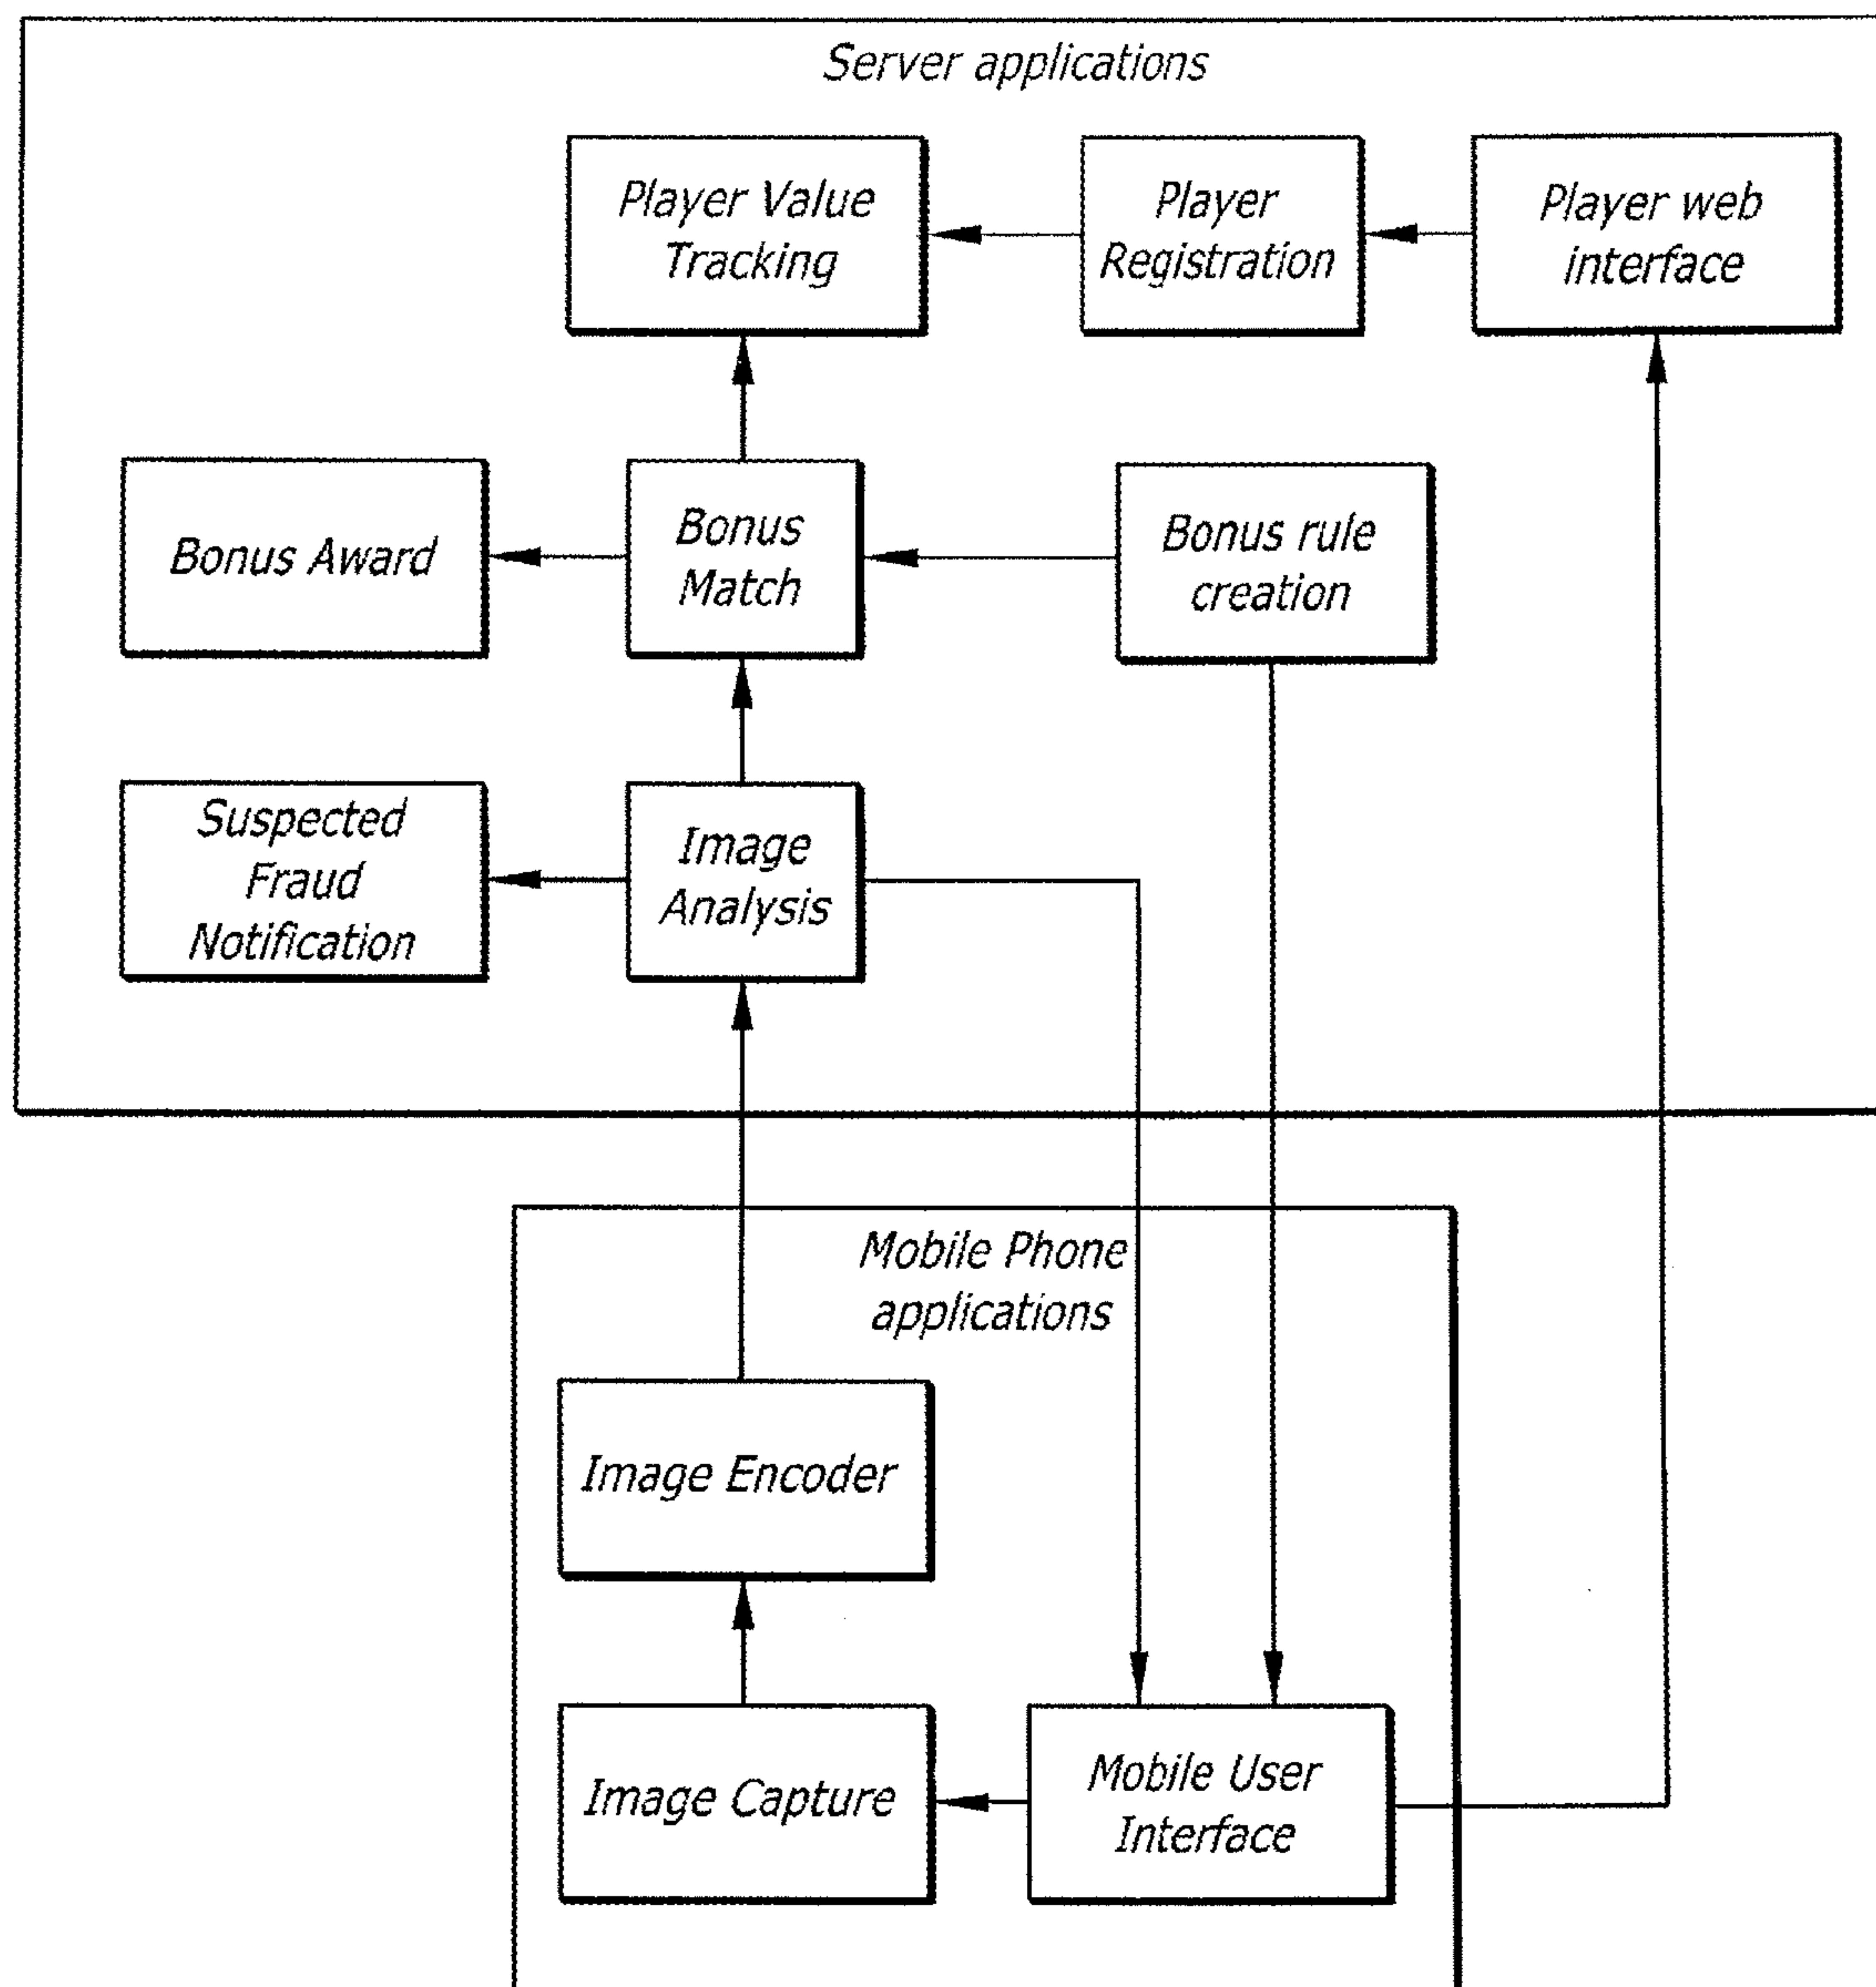 Server applications
Player Value
Tracking
Player
Registration
Player web
interface
Bonus Award
Bonus
Match
Bonus rule
creation
Suspected
Fraud
Notification
Image
Analysis
Mobile Phone
applications
Image Encoder
Image Capture
Mobile User
Interface